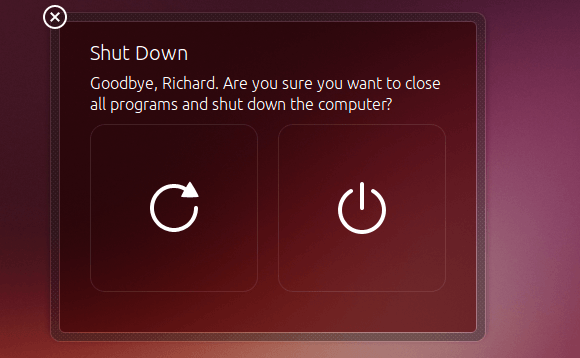 Shut Down
Goodbye, Richard. Are you sure you want to close
all programs and shut down the computer?